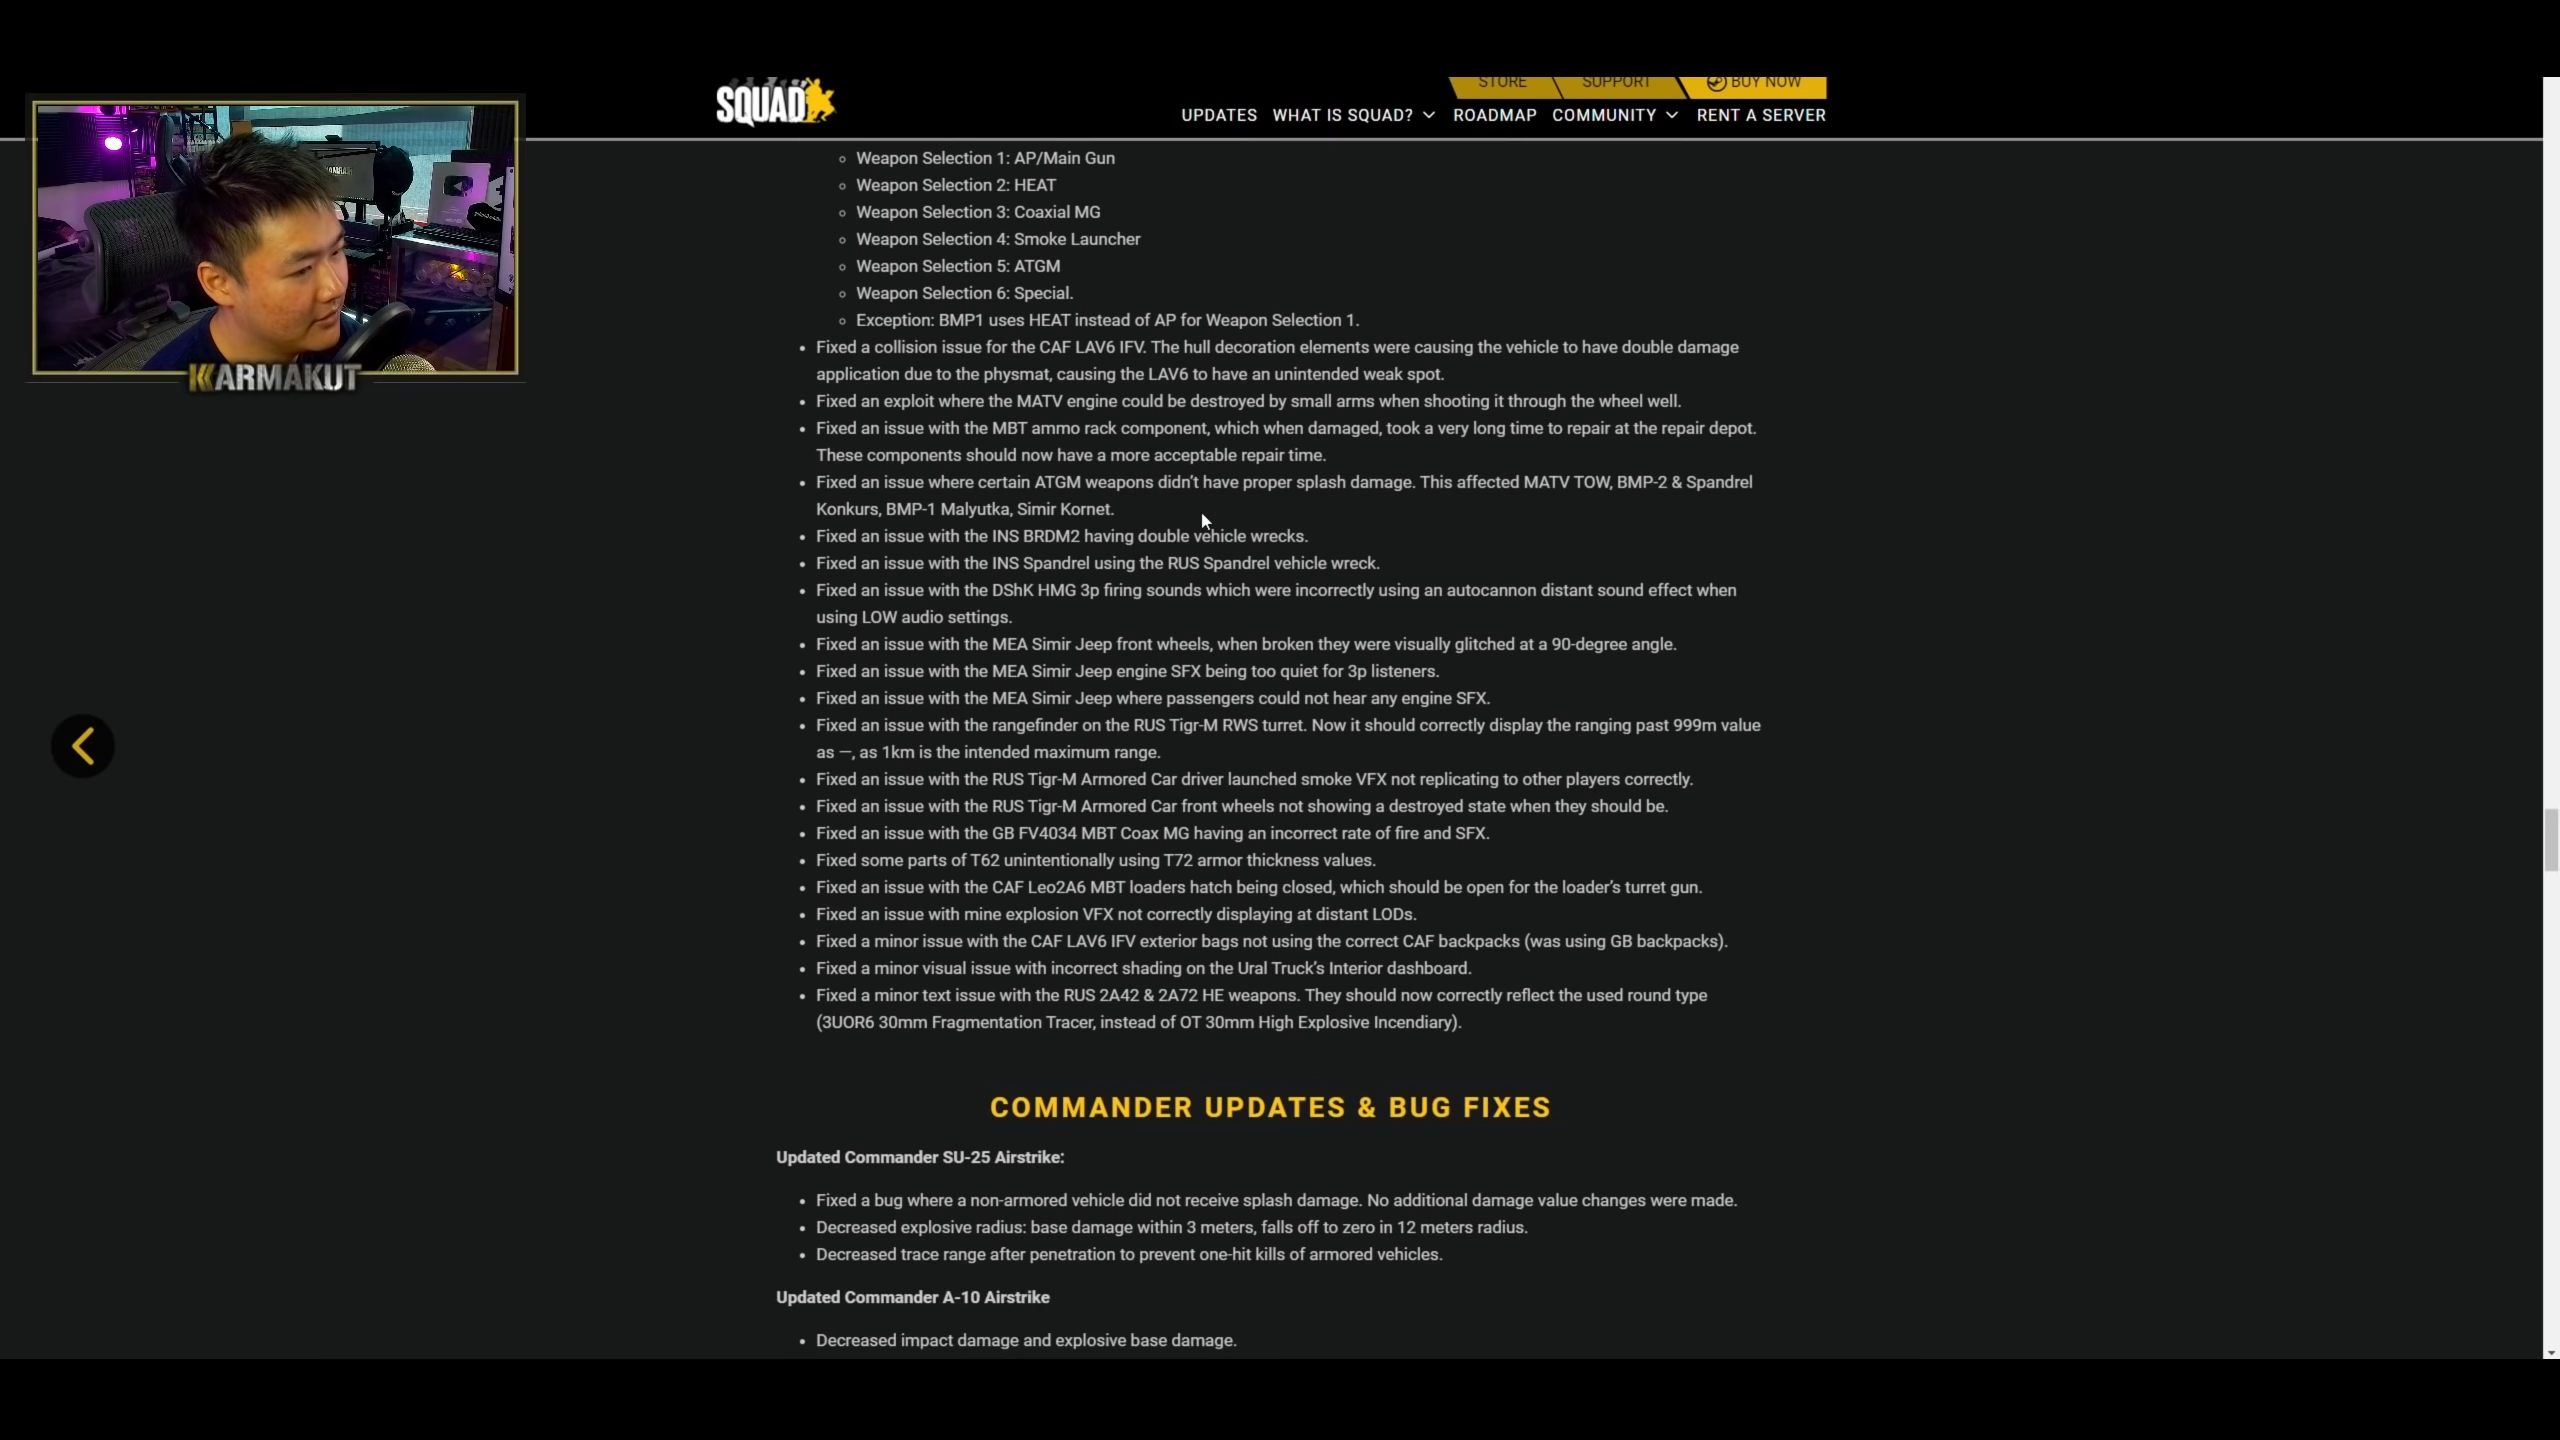 SQUAD
STORE
SUPPORT
BUY NOW
UPDATES
WHAT IS SQUAD?
ROADMAP
COMMUNITY
RENT A SERVER
KARMAKUT
Weapon Selection 1: AP/Main Gun
Weapon Selection 2: HEAT
Weapon Selection 3: Coaxial MG
Weapon Selection 4: Smoke Launcher
Weapon Selection 5: ATGM
Weapon Selection 6: Special.
Exception: BMP1 uses HEAT instead of AP for Weapon Selection 1.
Fixed a collision issue for the CAF LAV6 IFV. The hull decoration elements were causing the vehicle to have double damage
application due to the physmat, causing the LAV6 to have an unintended weak spot.
Fixed an exploit where the MATV engine could be destroyed by small arms when shooting it through the wheel well.
Fixed an issue with the MBT ammo rack component, which when damaged, took a very long time to repair at the repair depot.
These components should now have a more acceptable repair time.
Fixed an issue where certain ATGM weapons didn’t have proper splash damage. This affected MATV TOW, BMP-2 & Spandrel
Konkurs, BMP-1 Malyutka, Simir Kornet.
Fixed an issue with the INS BRDM2 having double vehicle wrecks.
Fixed an issue with the INS Spandrel using the RUS Spandrel vehicle wreck.
Fixed an issue with the DShK HMG 3p firing sounds which were incorrectly using an autocannon distant sound effect when
using LOW audio settings.
Fixed an issue with the MEA Simir Jeep front wheels, when broken they were visually glitched at a 90-degree angle.
Fixed an issue with the MEA Simir Jeep engine SFX being too quiet for 3p listeners.
Fixed an issue with the MEA Simir Jeep where passengers could not hear any engine SFX.
Fixed an issue with the rangefinder on the RUS Tigr-M RWS turret. Now it should correctly display the ranging past 999m value
as —, as 1km is the intended maximum range.
Fixed an issue with the RUS Tigr-M Armored Car driver launched smoke VFX not replicating to other players correctly.
Fixed an issue with the RUS Tigr-M Armored Car front wheels not showing a destroyed state when they should be.
Fixed an issue with the GB FV4034 MBT Coax MG having an incorrect rate of fire and SFX.
Fixed some parts of T62 unintentionally using T72 armor thickness values.
Fixed an issue with the CAF Leo2A6 MBT loaders hatch being closed, which should be open for the loader’s turret gun.
Fixed an issue with mine explosion VFX not correctly displaying at distant LODs.
Fixed a minor issue with the CAF LAV6 IFV exterior bags not using the correct CAF backpacks (was using GB backpacks).
Fixed a minor visual issue with incorrect shading on the Ural Truck’s Interior dashboard.
Fixed a minor text issue with the RUS 2A42 & 2A72 HE weapons. They should now correctly reflect the used round type
(3UOR6 30mm Fragmentation Tracer, instead of OT 30mm High Explosive Incendiary).
COMMANDER UPDATES & BUG FIXES
Updated Commander SU-25 Airstrike:
Fixed a bug where a non-armored vehicle did not receive splash damage. No additional damage value changes were made.
Decreased explosive radius: base damage within 3 meters, falls off to zero in 12 meters radius.
Decreased trace range after penetration to prevent one-hit kills of armored vehicles.
Updated Commander A-10 Airstrike
Decreased impact damage and explosive base damage.